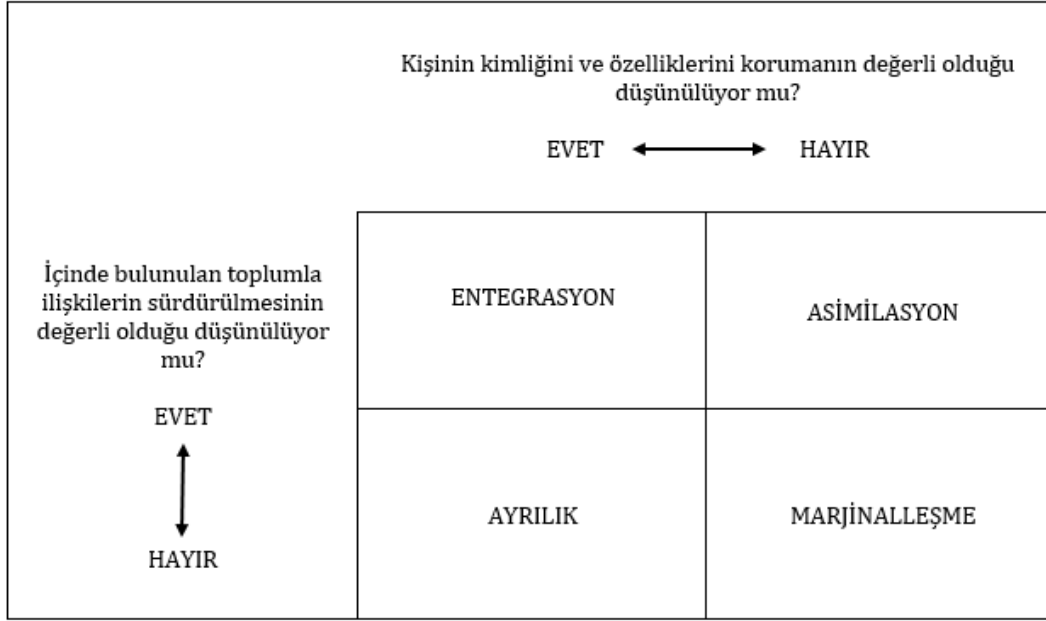 Kişinin kimliğini ve özelliklerini korumanın değerli olduğu
düşünülüyor mu?
EVET HAYIR
İçinde bulunulan toplumla
ilişkilerin sürdürülmesinin
değerli olduğu düşünülüyor
mu?
EVET
HAYIR
ENTEGRASYON
ASİMİLASYON
AYRILIK
MARJİNALLEŞME